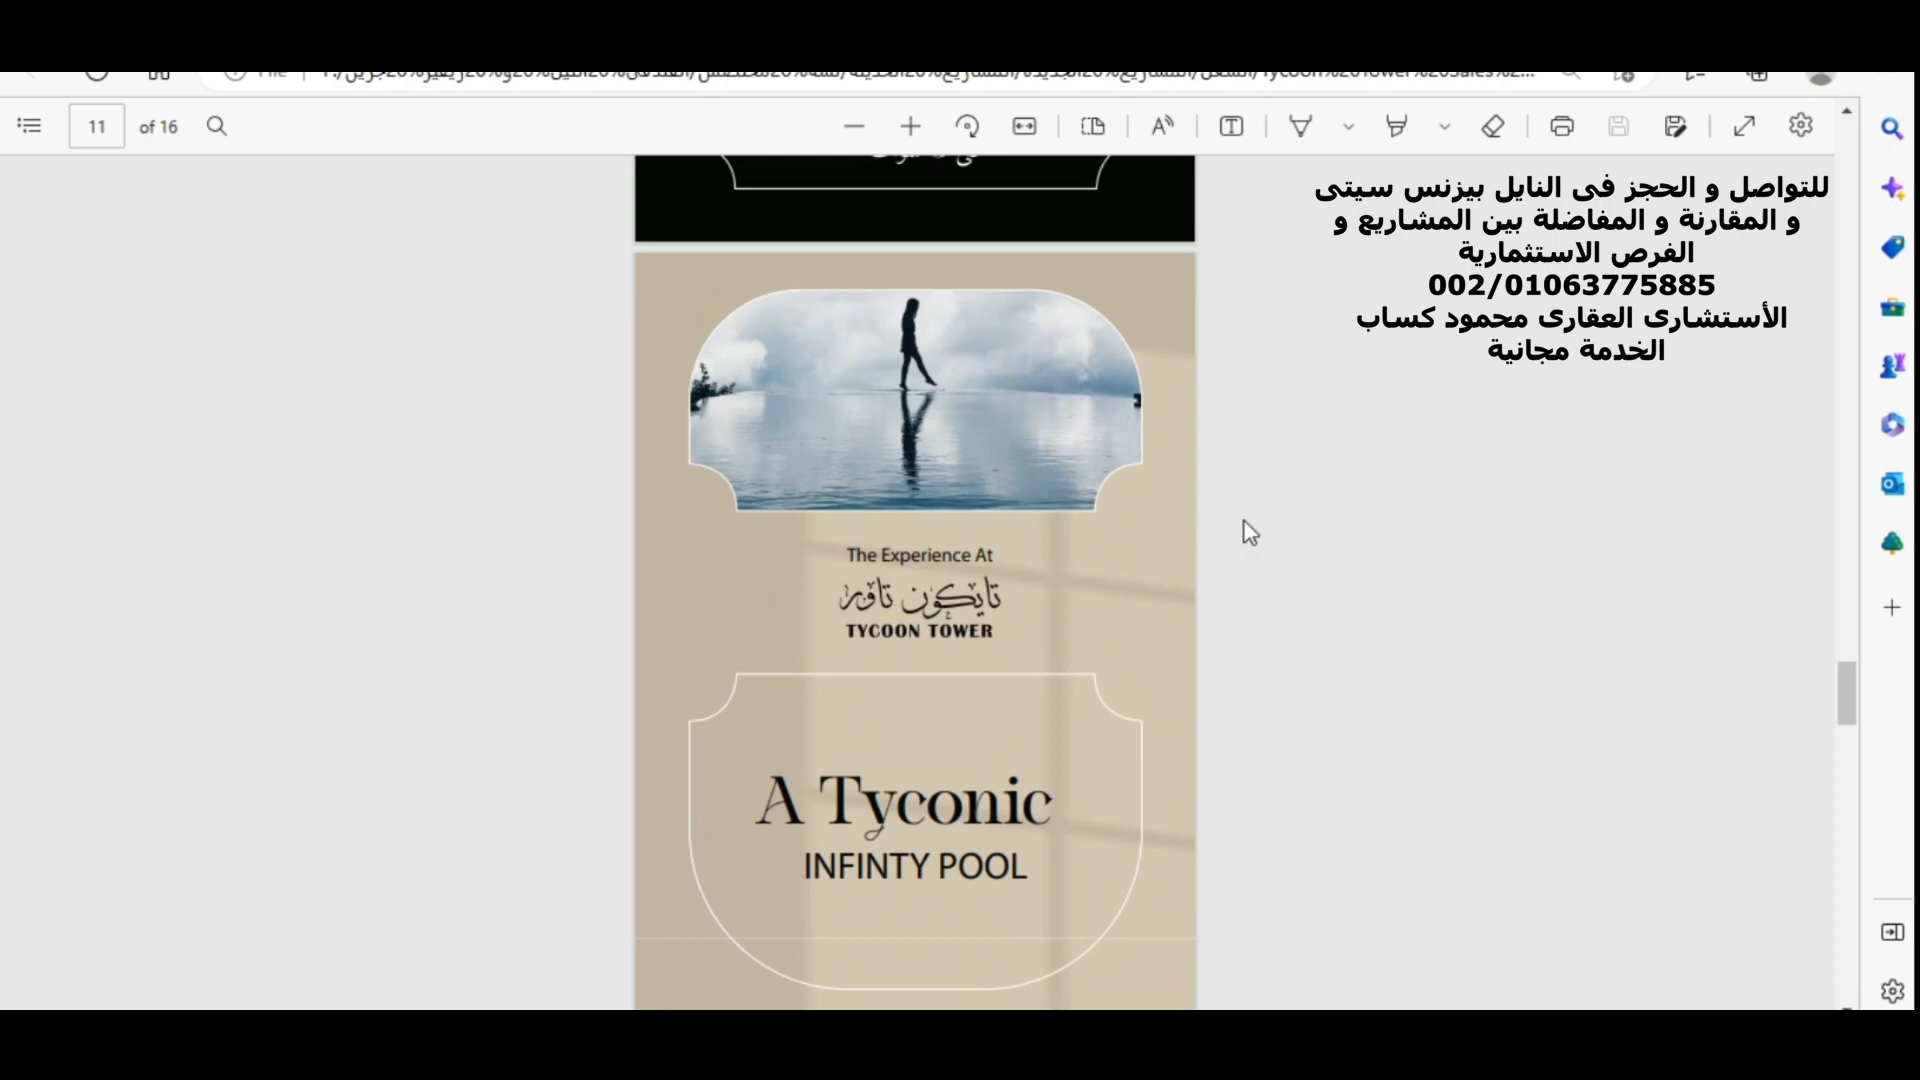 11 of 16
للتواصل و الحجز فى النايل بيزنس سيتى
و المقارنة و المفاضلة بين المشاريع و
الفرص الاستثمارية
002/01063775885
الأستشارى العقارى محمود كساب
الخدمة مجانية
The Experience At
تايكون تاور
TYCOON TOWER
A Tyconic
INFINTY POOL